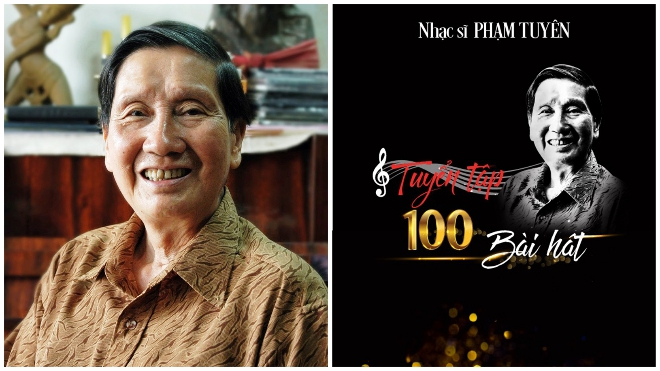 Nhạc sĩ PHẠM TUYÊN
Tuyển tập
100
Bài hát